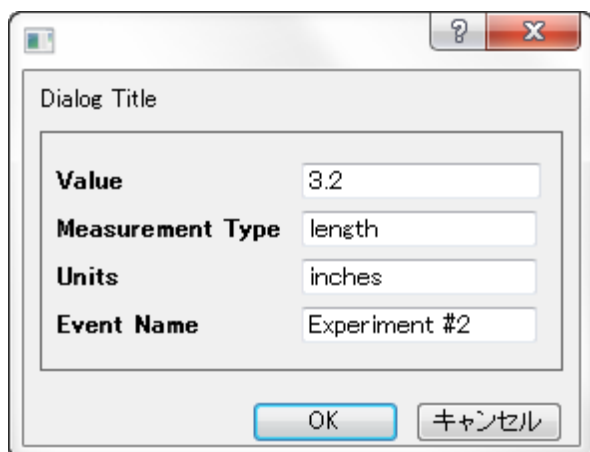 Dialog Title
Value 3.2
Measurement Type length
Units inches
Event Name Experiment #2
OK キャンセル